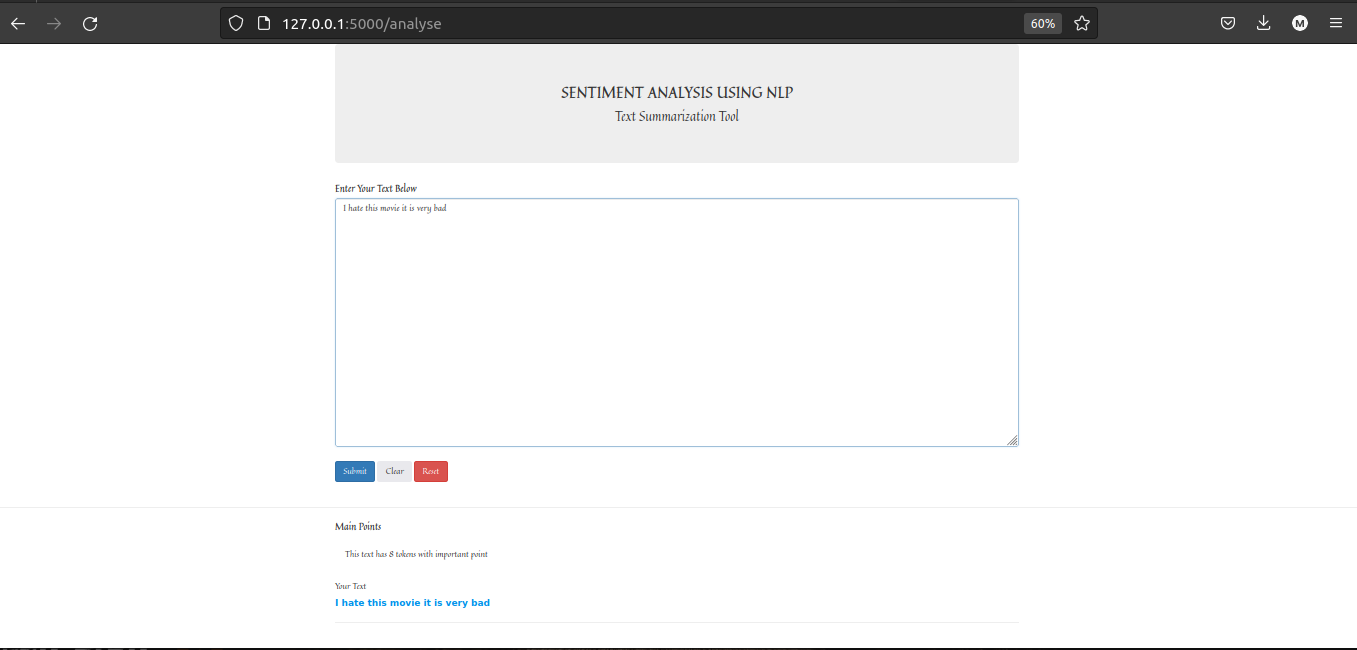 127.0.0.1:5000/analyse
60%
M
SENTIMENT ANALYSIS USING NLP
Text Summarization Tool
Enter Your Text Below
I hate this movie it is very bad
Submit Clear Reset
Main Points
This text has 8 tokens with important point
Your Text
I hate this movie it is very bad